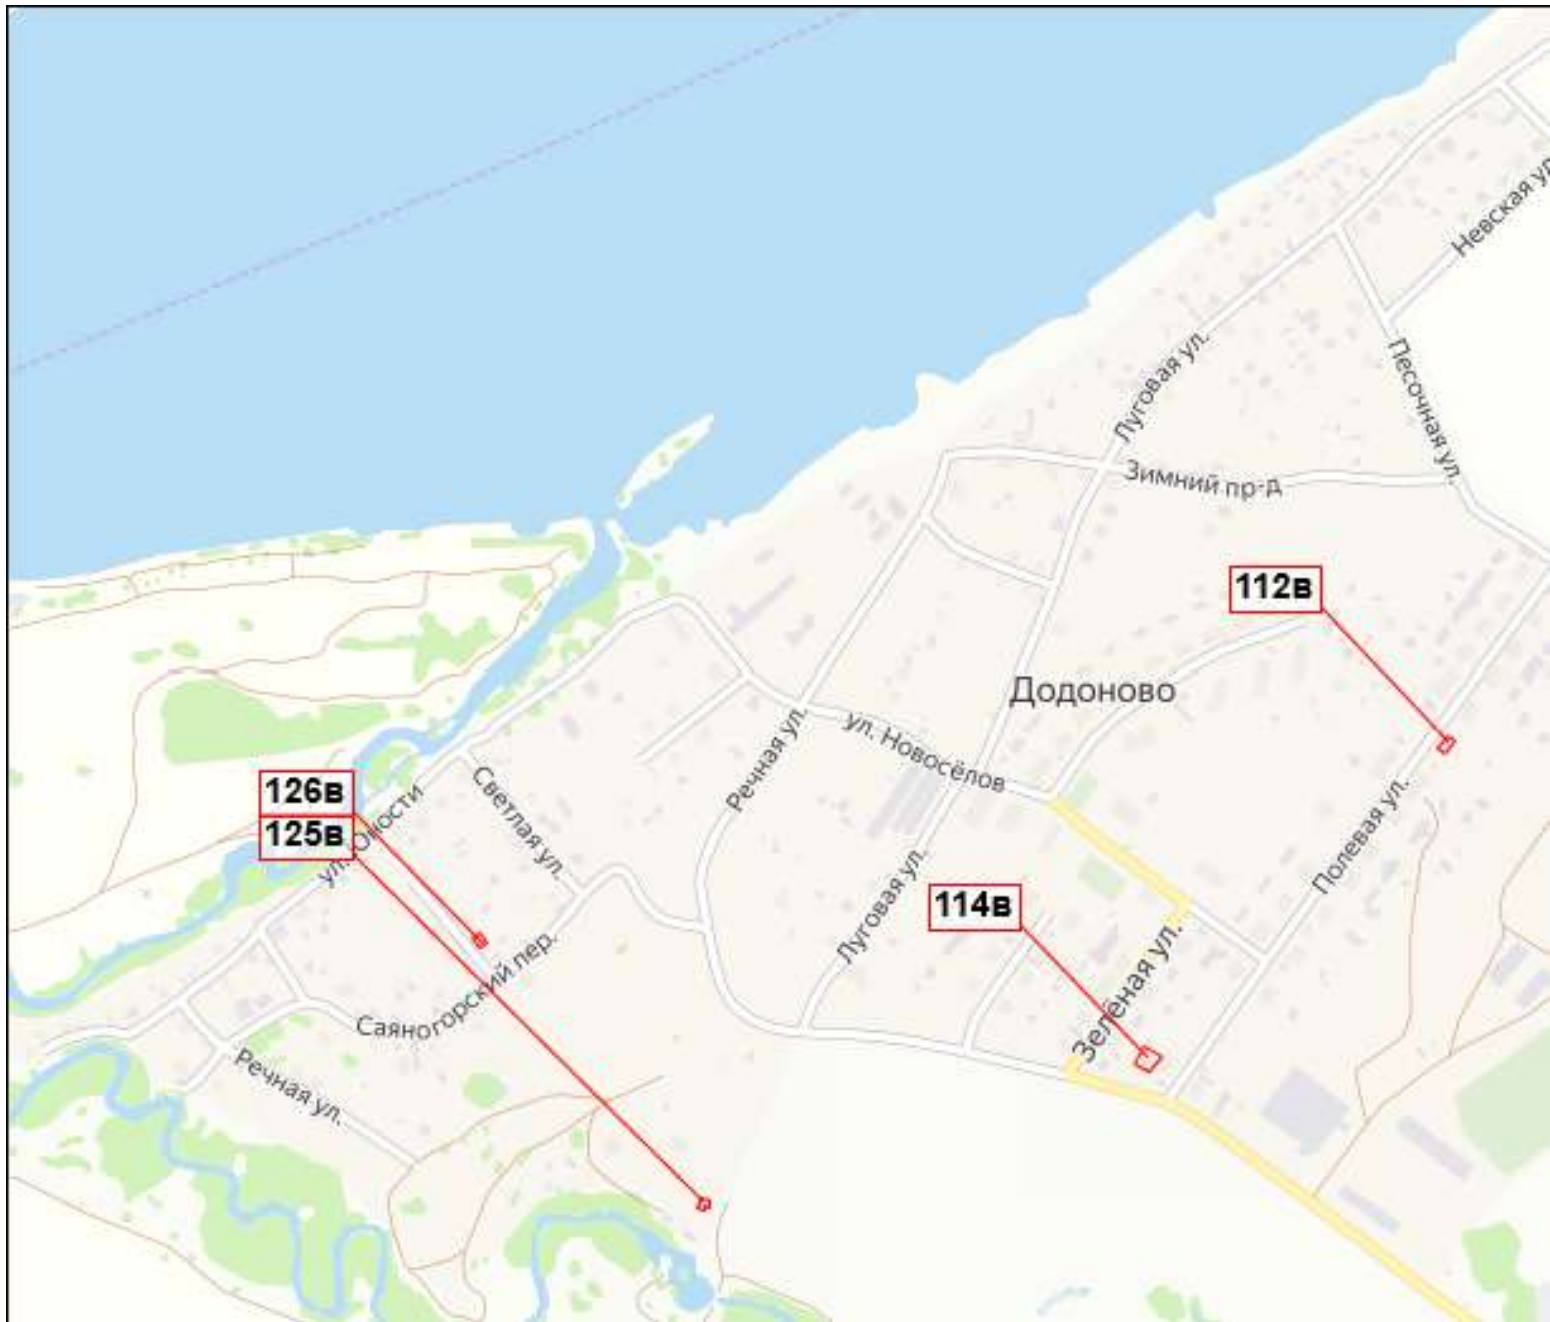 Невская ул.
Луговая ул.
Песочная ул.
Зимний пр-д
112в
Додоново
ул. Новосёлов
Речная ул.
126в
125в
ул. Юности
Светлая ул.
Полевая ул.
Луговая ул.
114в
Зелёная ул.
Саяногорский пер.
Речная ул.